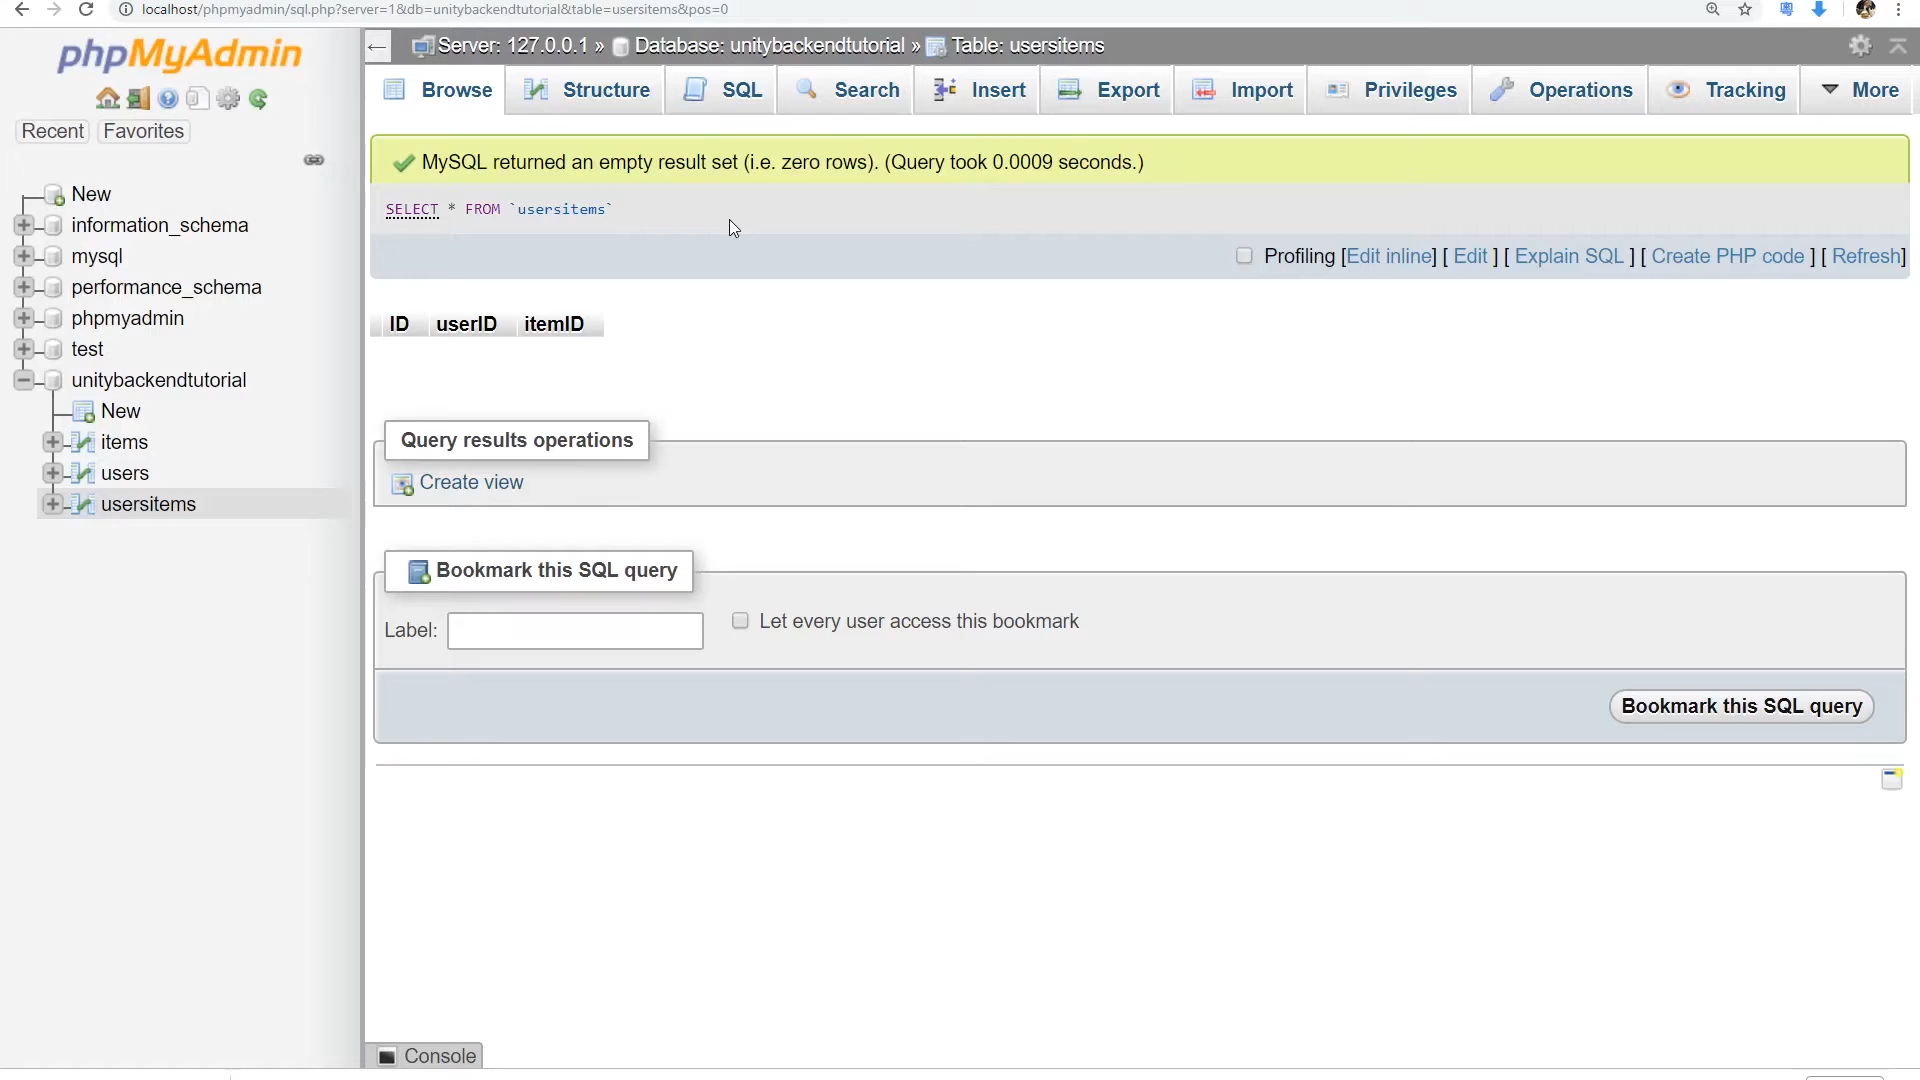 localhost/phpmyadmin/sql.php?server=1&db=unitybackendtutorial&table=usersitems&pos=0
phpMyAdmin
Recent Favorites
New
information_schema
mysql
performance_schema
phpmyadmin
test
unitybackendtutorial
New
items
users
usersitems
Server: 127.0.0.1 » Database: unitybackendtutorial » Table: usersitems
Browse Structure SQL Search Insert Export Import Privileges Operations Tracking More
MySQL returned an empty result set (i.e. zero rows). (Query took 0.0009 seconds.)
SELECT * FROM `usersitems`
Profiling [Edit inline] [ Edit ] [ Explain SQL ] [ Create PHP code ] [ Refresh]
ID userID itemID
Query results operations
Create view
Bookmark this SQL query
Label: Let every user access this bookmark
Bookmark this SQL query
Console